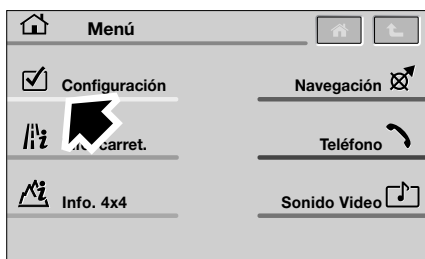 Menú
Configuración
Navegación
carret.
Teléfono
Info. 4x4
Sonido Video